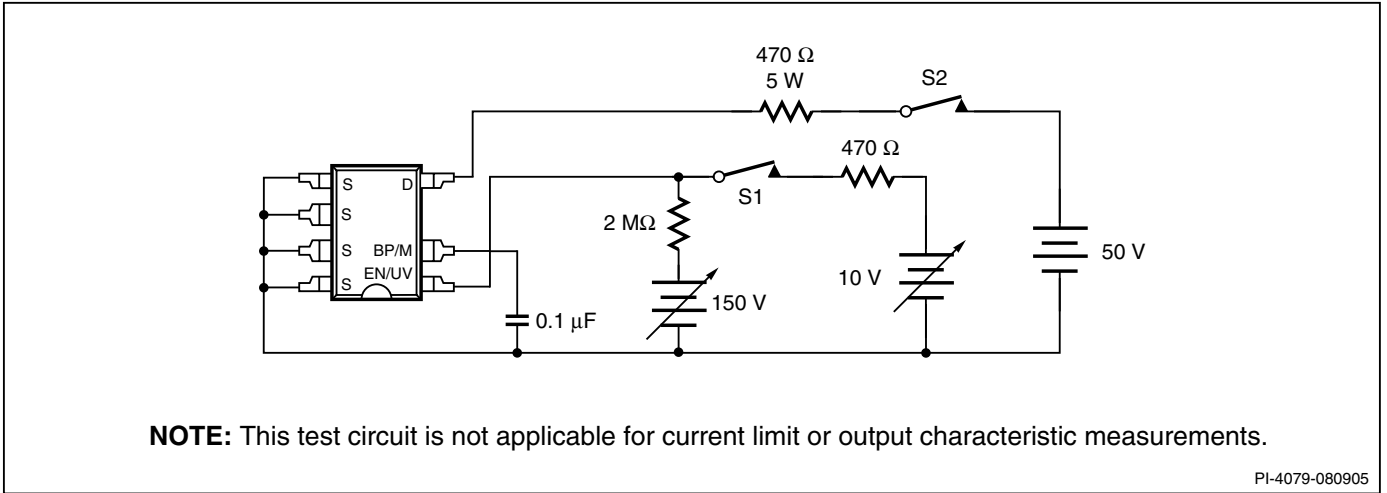 470 Ω
5 W
S2
470 Ω
S1
S D
S
S BP/M
EN/UV
S
2 MΩ
150 V
10 V
50 V
0.1 μF
NOTE: This test circuit is not applicable for current limit or output characteristic measurements.
PI-4079-080905